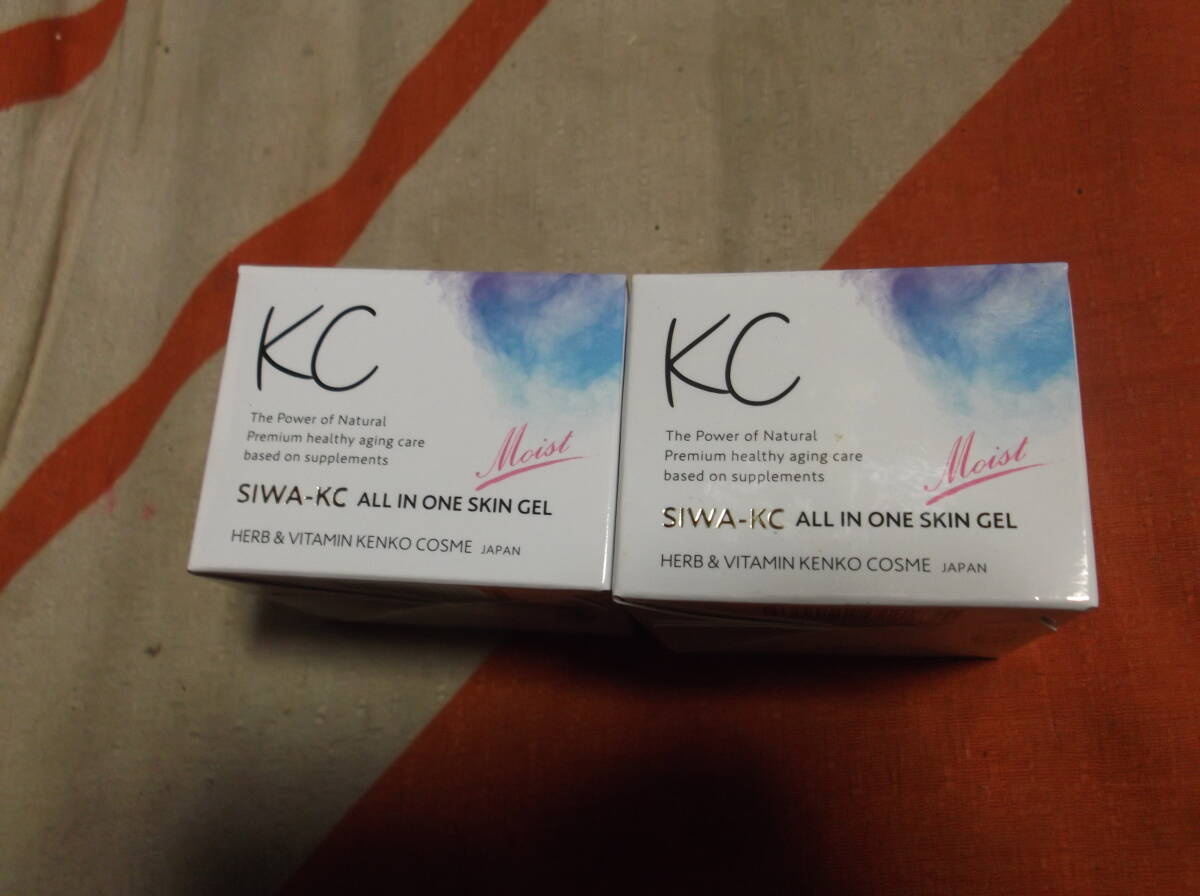 KC
The Power of Natural
Premium healthy aging care
based on supplements
Moist
SIWA-KC ALL IN ONE SKIN GEL
HERB & VITAMIN KENKO COSME JAPAN
KC
The Power of Natural
Premium healthy aging care
based on supplements
Moist
SIWA-KC ALL IN ONE SKIN GEL
HERB & VITAMIN KENKO COSME JAPAN